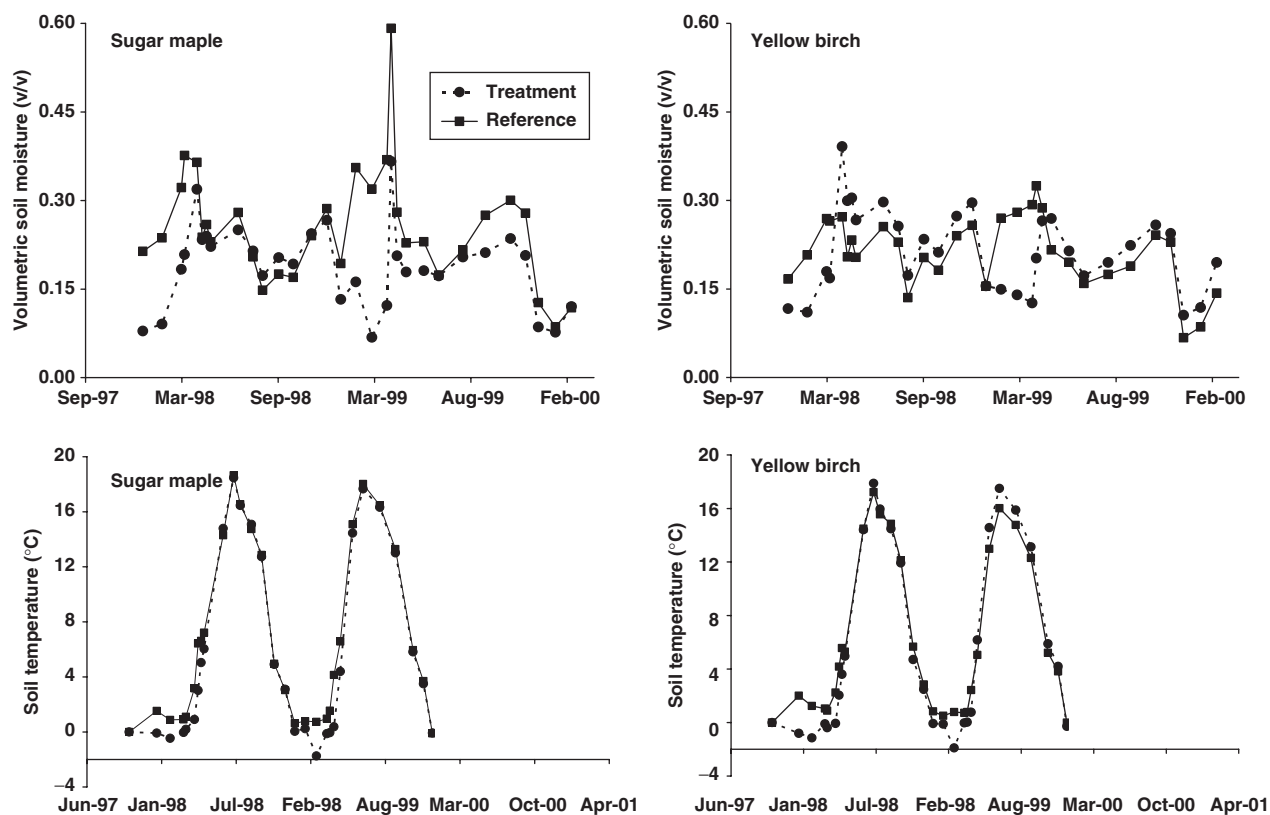 Sugar maple
Volumetric soil moisture (v/v)
0.60
0.45
0.30
0.15
0.00
Treatment
Reference
Sep-97 Mar-98 Sep-98 Mar-99 Aug-99 Feb-00
Yellow birch
Volumetric soil moisture (v/v)
0.60
0.45
0.30
0.15
0.00
Sep-97 Mar-98 Sep-98 Mar-99 Aug-99 Feb-00
Sugar maple
Soil temperature (°C)
20
16
12
8
4
0
−4
Jun-97 Jan-98 Jul-98 Feb-98 Aug-99 Mar-00 Oct-00 Apr-01
Yellow birch
Soil temperature (°C)
20
16
12
8
4
0
−4
Jun-97 Jan-98 Jul-98 Feb-98 Aug-99 Mar-00 Oct-00 Apr-01